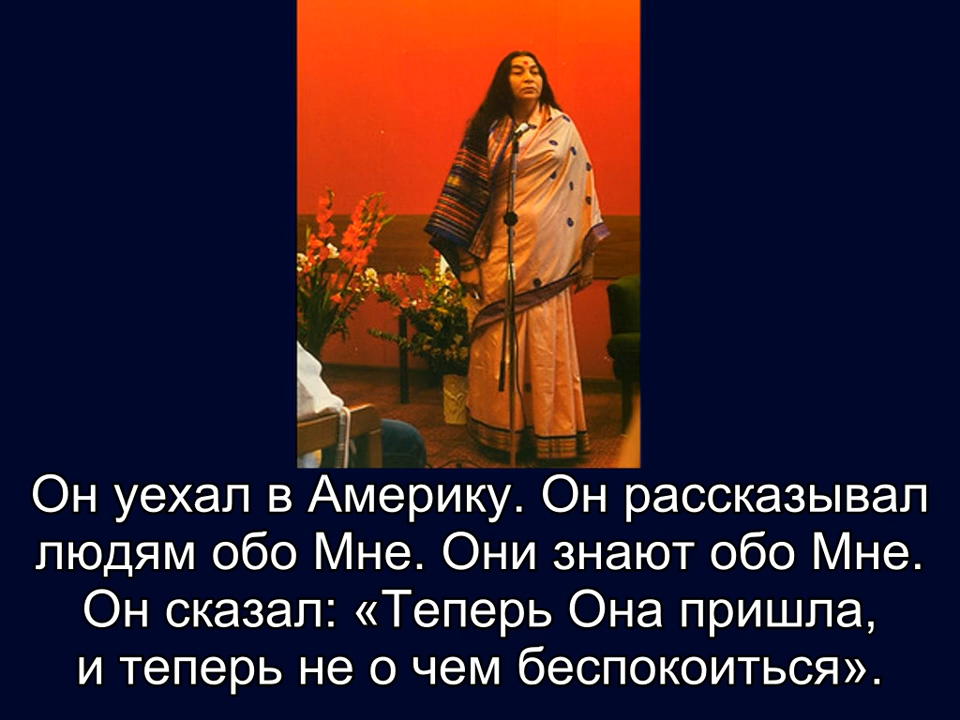 Он уехал в Америку. Он рассказывал
людям обо Мне. Они знают обо Мне.
Он сказал: «Теперь Она пришла,
и теперь не о чем беспокоиться».